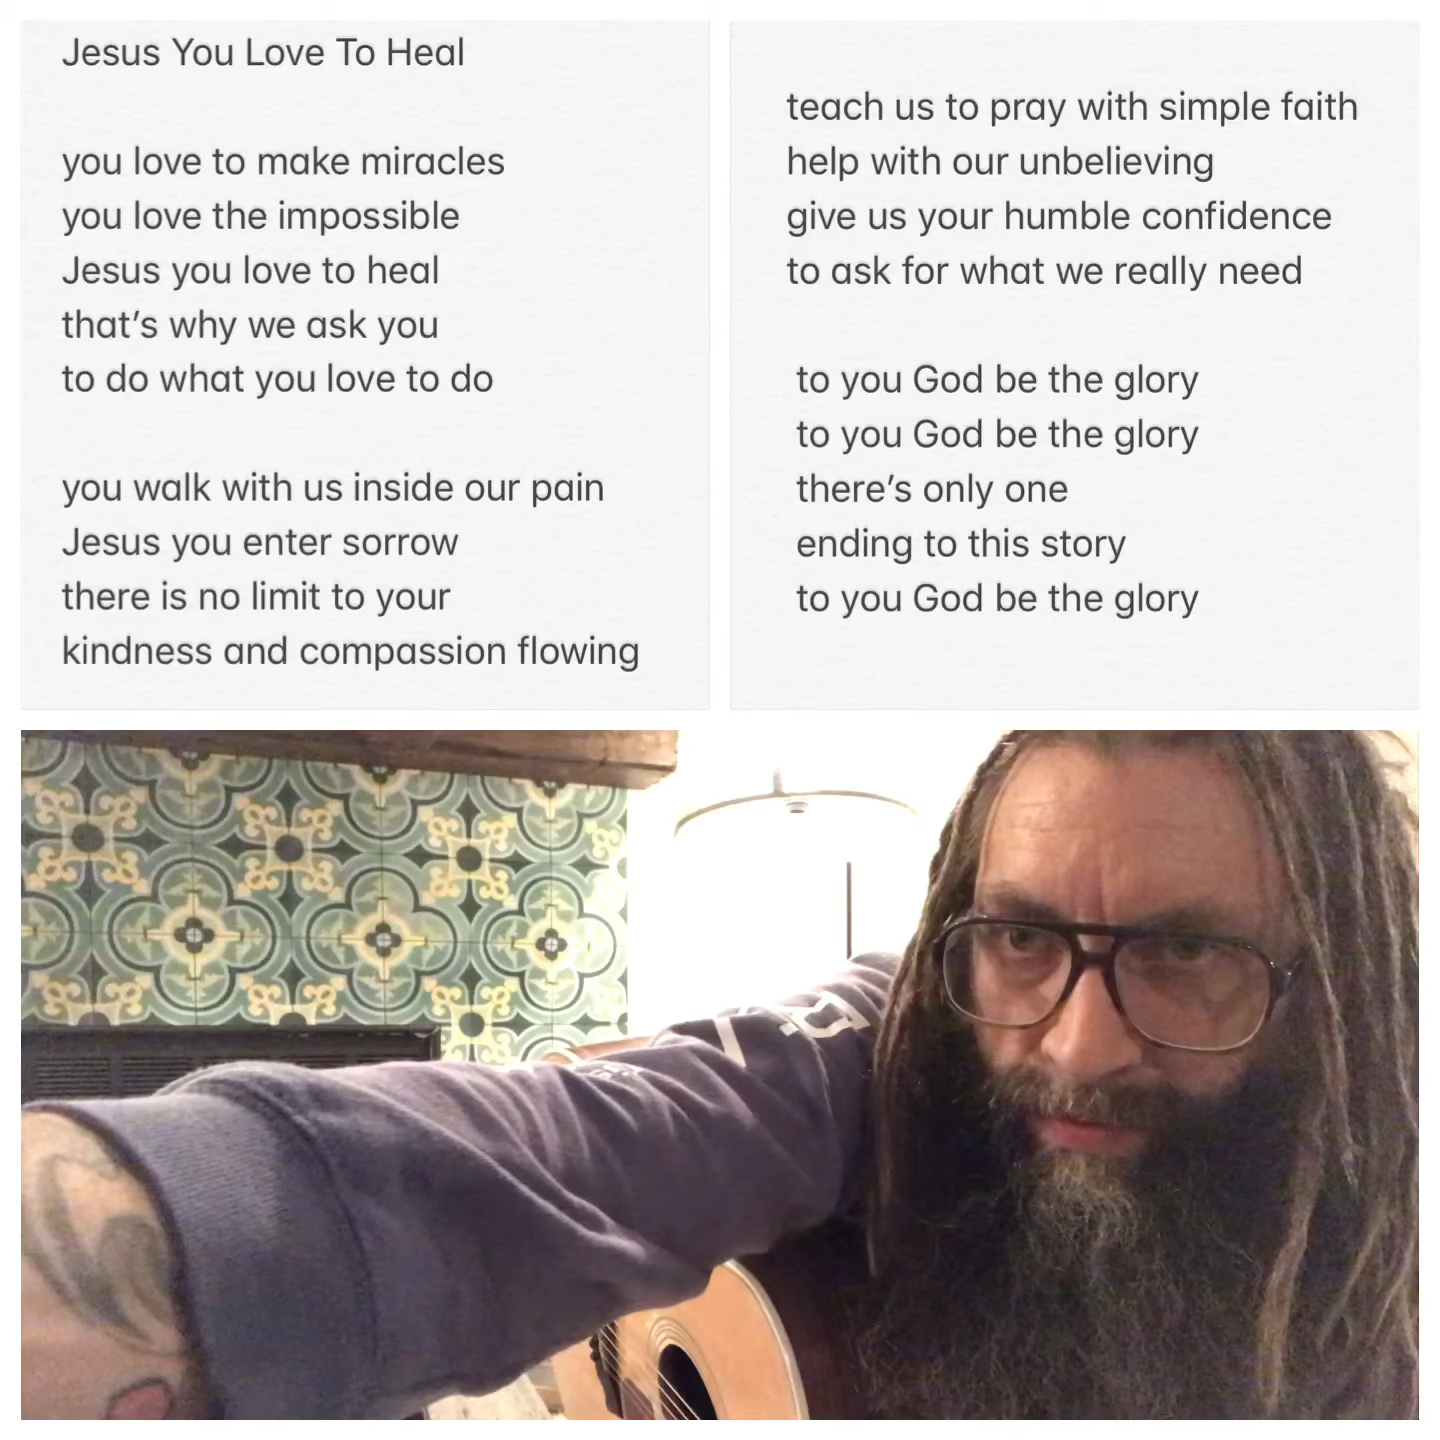 Jesus You Love To Heal
you love to make miracles
you love the impossible
Jesus you love to heal
that's why we ask you
to do what you love to do
you walk with us inside our pain
Jesus you enter sorrow
there is no limit to your
kindness and compassion flowing
teach us to pray with simple faith
help with our unbelieving
give us your humble confidence
to ask for what we really need
to you God be the glory
to you God be the glory
there's only one
ending to this story
to you God be the glory